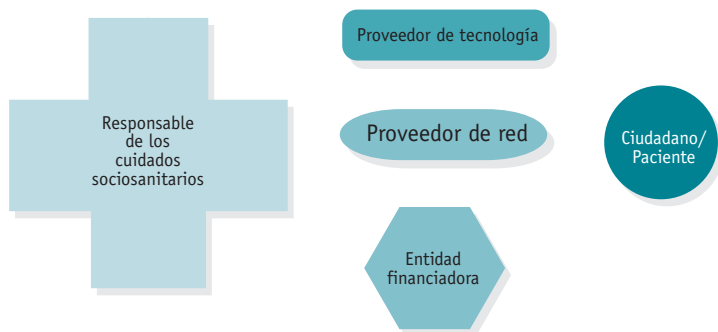 Responsable
de los
cuidados
sociosanitarios
Proveedor de tecnología
Proveedor de red
Entidad
financiadora
Ciudadano/
Paciente